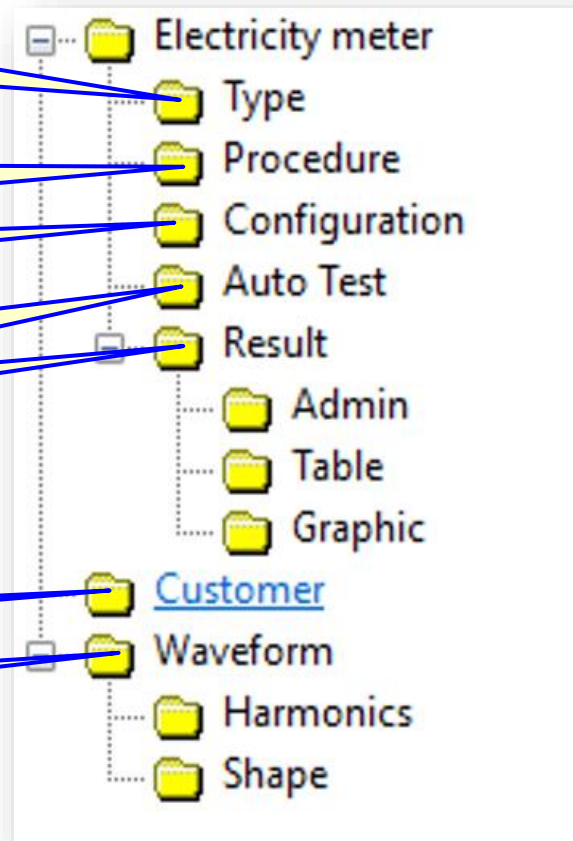 Electricity meter
Type
Procedure
Configuration
Auto Test
Result
Admin
Table
Graphic
Customer
Waveform
Harmonics
Shape